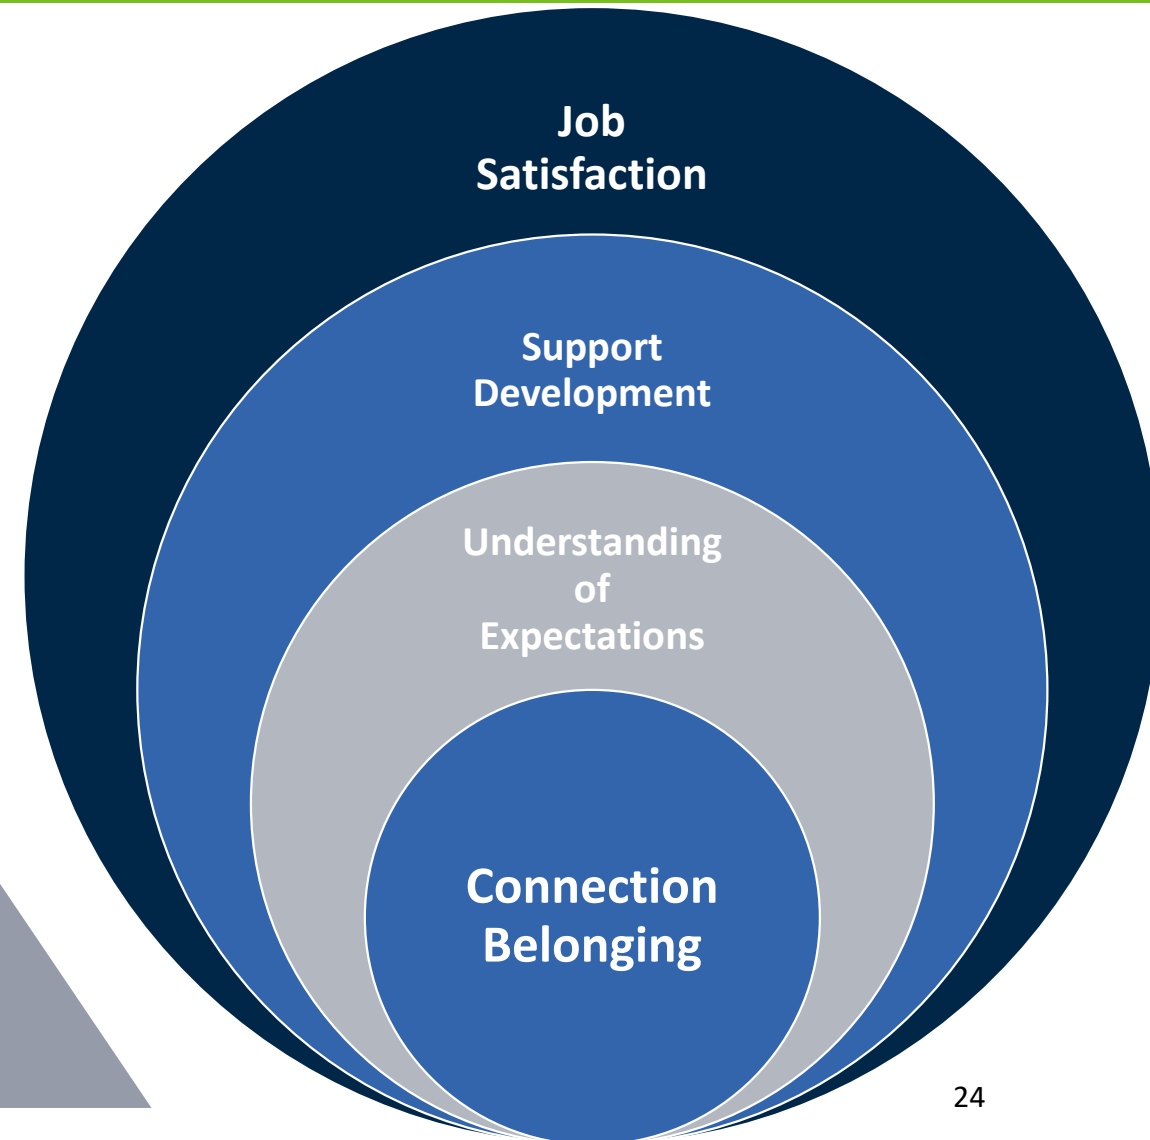 Job
Satisfaction
Support
Development
Understanding
of
Expectations
Connection
Belonging
24